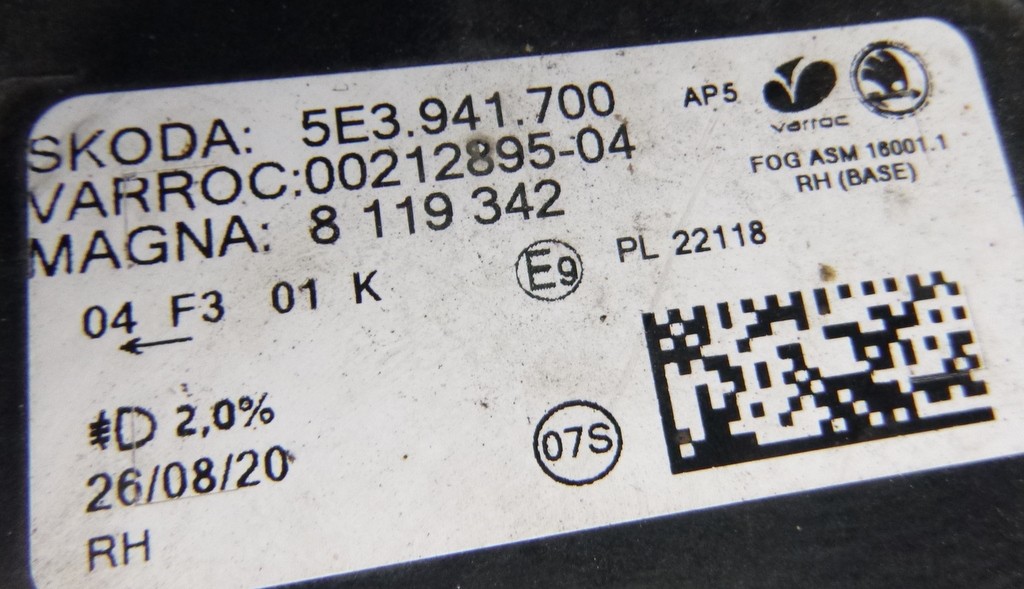 SKODA: 5E3.941.700
VARROC:00212895-04
MAGNA: 8 119 342
AP5
varroc
FOG ASM 16001.1
RH (BASE)
04 F3 01 K
E9
PL 22118
D 2,0%
26/08/20
07S
RH